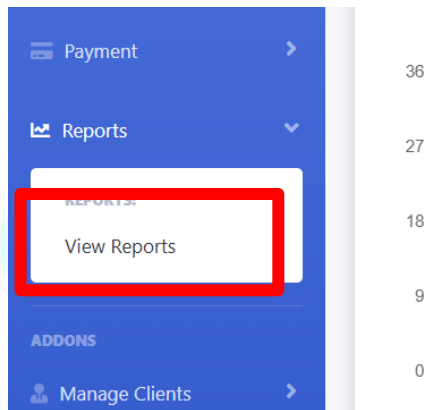 Payment
Reports
REPORTS:
View Reports
ADDONS
Manage Clients
36
27
18
9
0